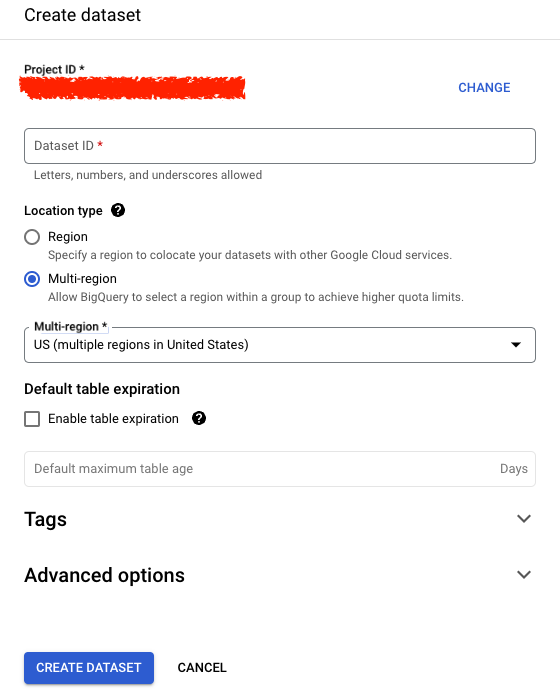 Create dataset
Project ID *
CHANGE
Dataset ID *
Letters, numbers, and underscores allowed
Location type
Region
Specify a region to colocate your datasets with other Google Cloud services.
Multi-region
Allow BigQuery to select a region within a group to achieve higher quota limits.
Multi-region *
US (multiple regions in United States)
Default table expiration
Enable table expiration
Default maximum table age Days
Tags
Advanced options
CREATE DATASET CANCEL